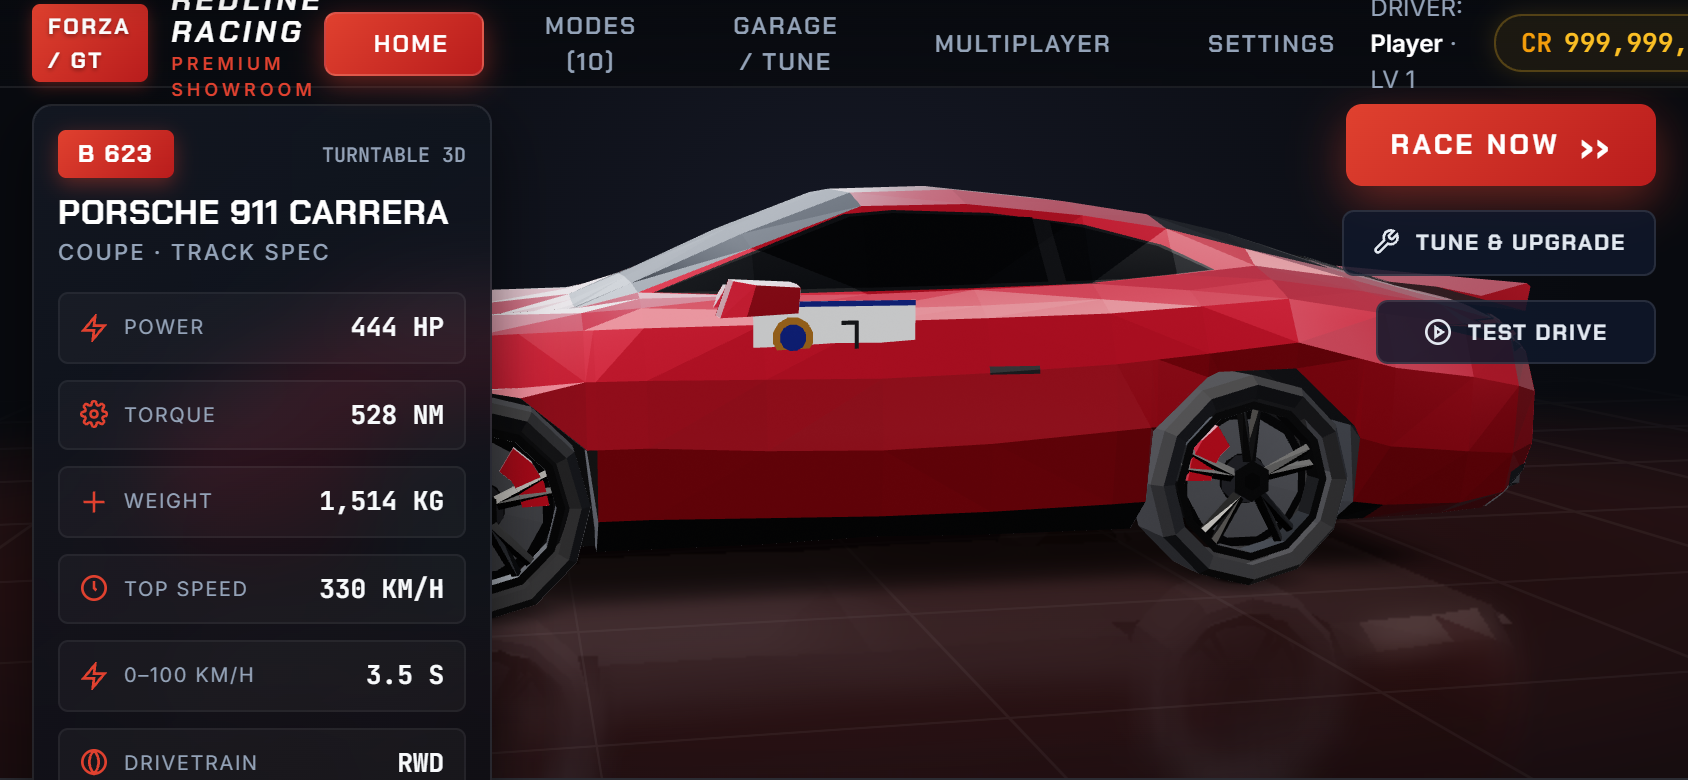 FORZA
/ GT
REDLINE
RACING
PREMIUM
SHOWROOM
HOME
MODES
(10)
GARAGE
/ TUNE
MULTIPLAYER
SETTINGS
DRIVER:
Player ·
LV 1
CR 999,999,
B 623
TURNTABLE 3D
PORSCHE 911 CARRERA
COUPE · TRACK SPEC
POWER 444 HP
TORQUE 528 NM
WEIGHT 1,514 KG
TOP SPEED 330 KM/H
0–100 KM/H 3.5 S
DRIVETRAIN RWD
RACE NOW ››
TUNE & UPGRADE
TEST DRIVE